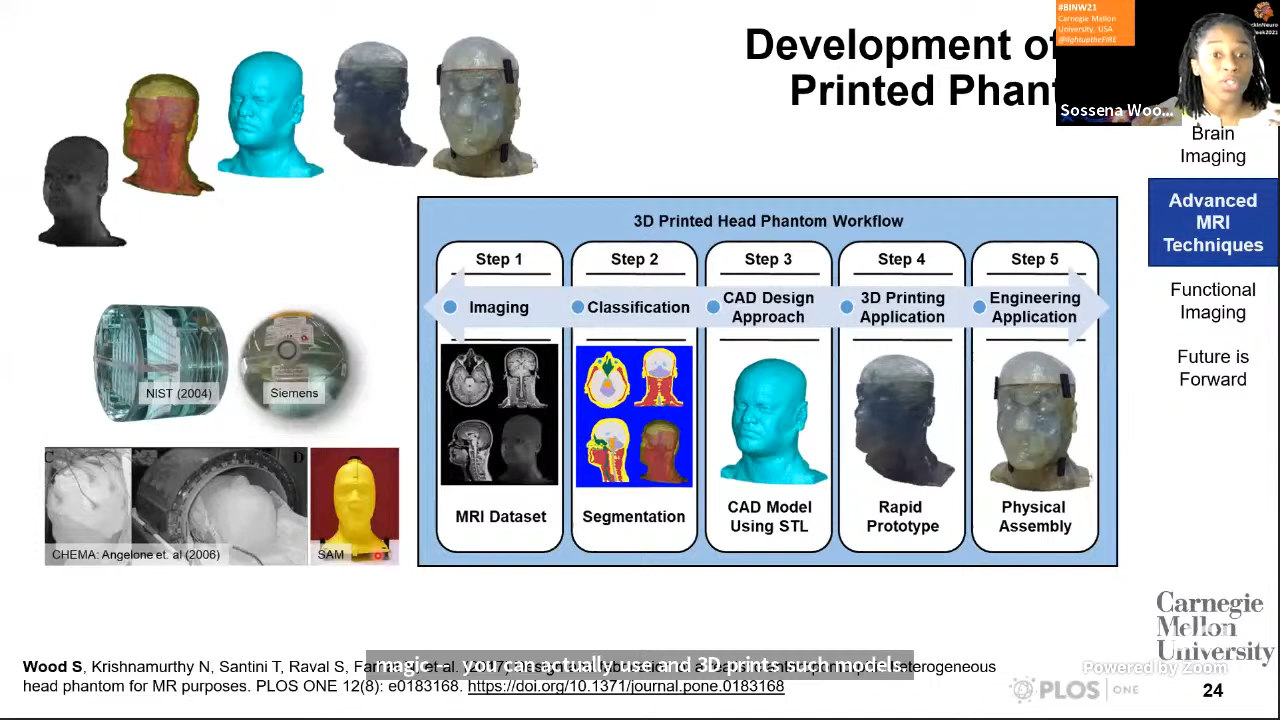 #BINW21
Carnegie Mellon
University, USA
@lightuptheFIRE
Development of
Printed Phan
Sossena Woo...
Brain
Imaging
Advanced
MRI
Techniques
Functional
Imaging
Future is
Forward
3D Printed Head Phantom Workflow
Step 1
Imaging
MRI Dataset
Step 2
Classification
Segmentation
Step 3
CAD Design
Approach
CAD Model
Using STL
Step 4
3D Printing
Application
Rapid
Prototype
Step 5
Engineering
Application
Physical
Assembly
NIST (2004)
Siemens
C
D
CHEMA: Angelone et. al (2006)
SAM
magic -- you can actually use and 3D prints such models.
Wood S, Krishnamurthy N, Santini T, Raval S, et al. heterogeneous
head phantom for MR purposes. PLOS ONE 12(8): e0183168. https://doi.org/10.1371/journal.pone.0183168
Carnegie
Mellon
University
Powered by Zoom
PLOS ONE
24